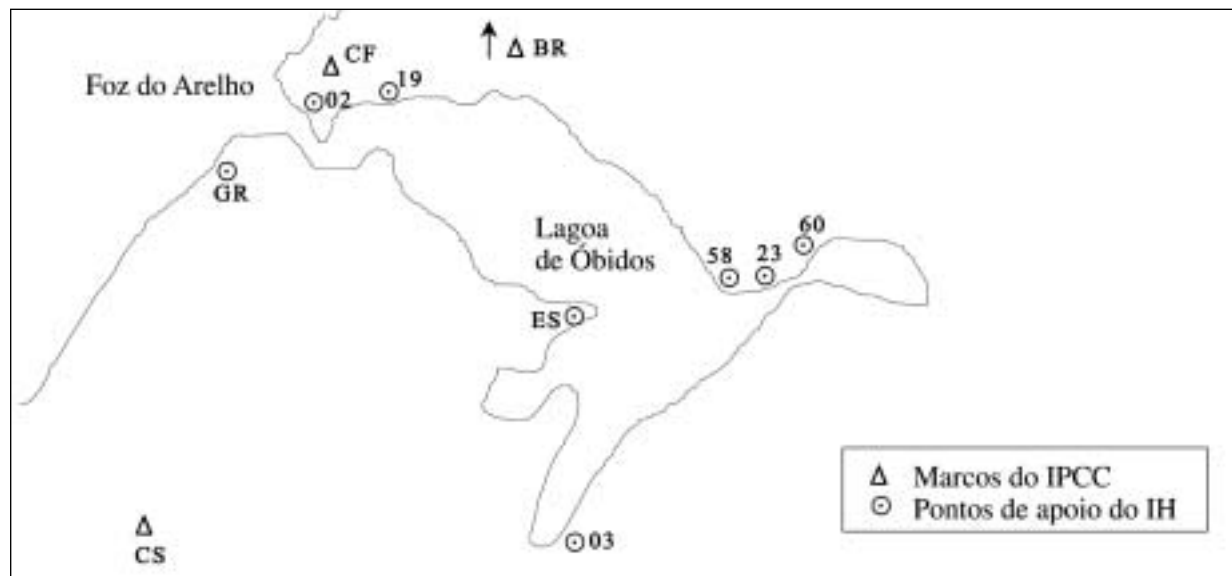 BR
CF
Foz do Arelho
19
02
GR
60
Lagoa
de Óbidos
58
23
ES
Marcos do IPCC
Pontos de apoio do IH
CS
03